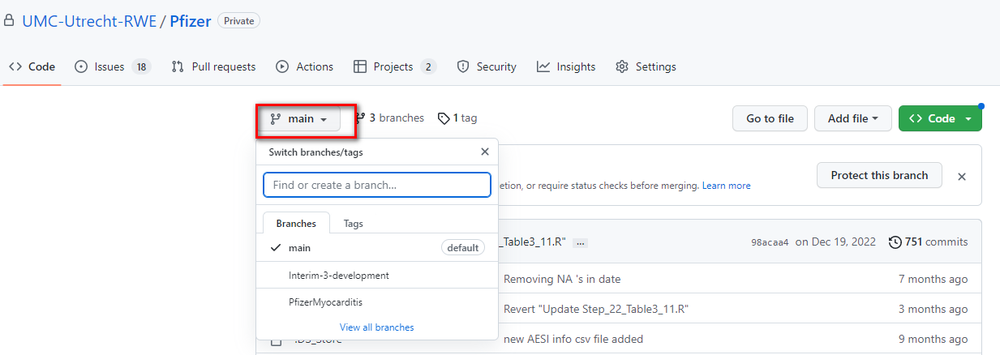 UMC-Utrecht-RWE / Pfizer Private
Code Issues 18 Pull requests Actions Projects 2 Security Insights Settings
main 3 branches 1 tag Go to file Add file Code
Switch branches/tags
Find or create a branch...
Protect this branch
etion, or require status checks before merging. Learn more
Branches Tags
main default
_Table3_11.R" ... 98acaa4 on Dec 19, 2022 751 commits
Interim-3-development
Removing NA 's in date 7 months ago
PfizerMyocarditis
Revert "Update Step_22_Table3_11.R" 3 months ago
View all branches
.DS_Store new AESI info csv file added 9 months ago